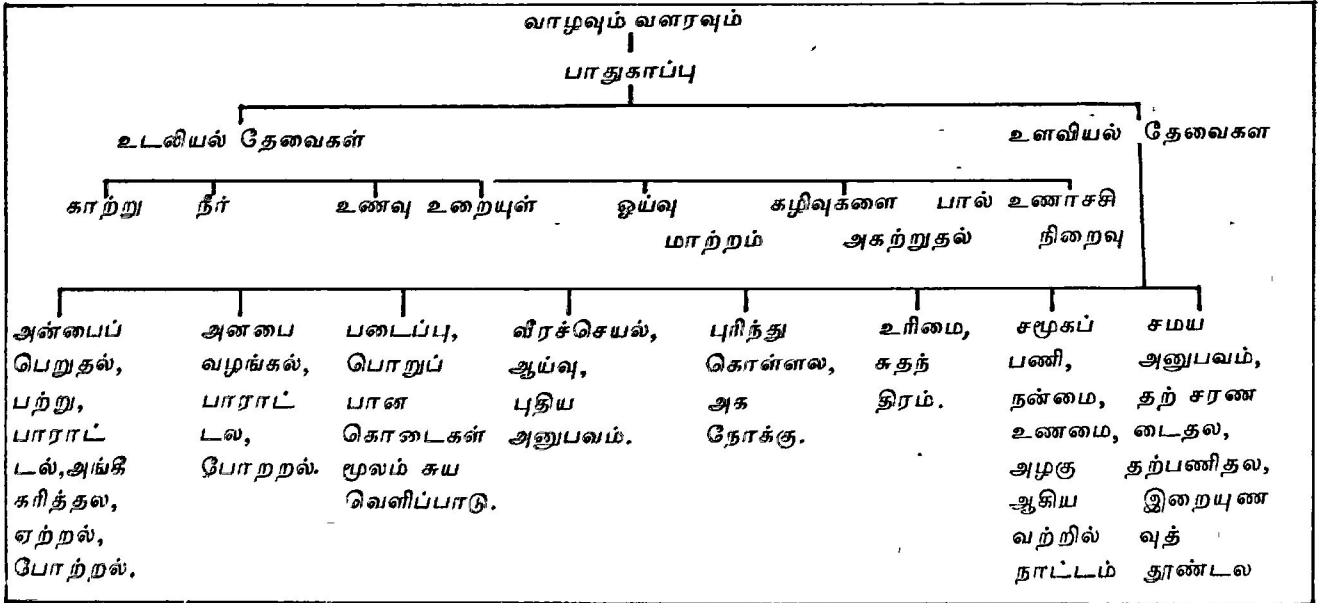 வாழவும் வளரவும்
பாதுகாப்பு
உடலியல் தேவைகள்
உளவியல் தேவைகள
காற்று நீர் உணவு உறையுள் ஓய்வு கழிவுகளை பால் உணாசசி
மாற்றம் அகற்றுதல் நிறைவு
அன்பைப்
பெறுதல்,
பற்று,
பாராட்
டல்,அங்கீ
கரித்தல,
ஏற்றல்,
போற்றல்.
அனபை
வழங்கல்,
பாராட்
டல,
போறறல்.
படைப்பு,
பொறுப்
பான
கொடைகள்
மூலம் சுய
வெளிப்பாடு.
வீரச்செயல்,
ஆய்வு,
புதிய
அனுபவம்.
புரிந்து
கொள்ளல,
அக
நோக்கு.
உரிமை,
சுதந்
திரம்.
சமூகப்
பணி,
நன்மை,
உணமை,
அழகு
ஆகிய
வற்றில்
நாட்டம்
சமய
அனுபவம்,
தற் சரண
டைதல,
தற்பணிதல,
இறையுண
வுத்
தூண்டல